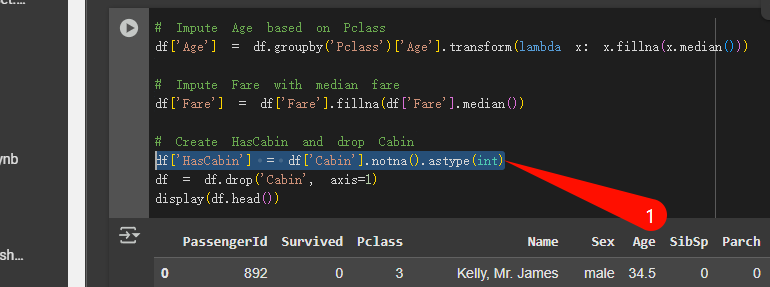 # Impute Age based on Pclass
df['Age'] = df.groupby('Pclass')['Age'].transform(lambda x: x.fillna(x.median()))
# Impute Fare with median fare
df['Fare'] = df['Fare'].fillna(df['Fare'].median())
# Create HasCabin and drop Cabin
df['HasCabin'] = df['Cabin'].notna().astype(int)
df = df.drop('Cabin', axis=1)
display(df.head())
1
ynb
sh...
PassengerId Survived Pclass Name Sex Age SibSp Parch
0 892 0 3 Kelly, Mr. James male 34.5 0 0